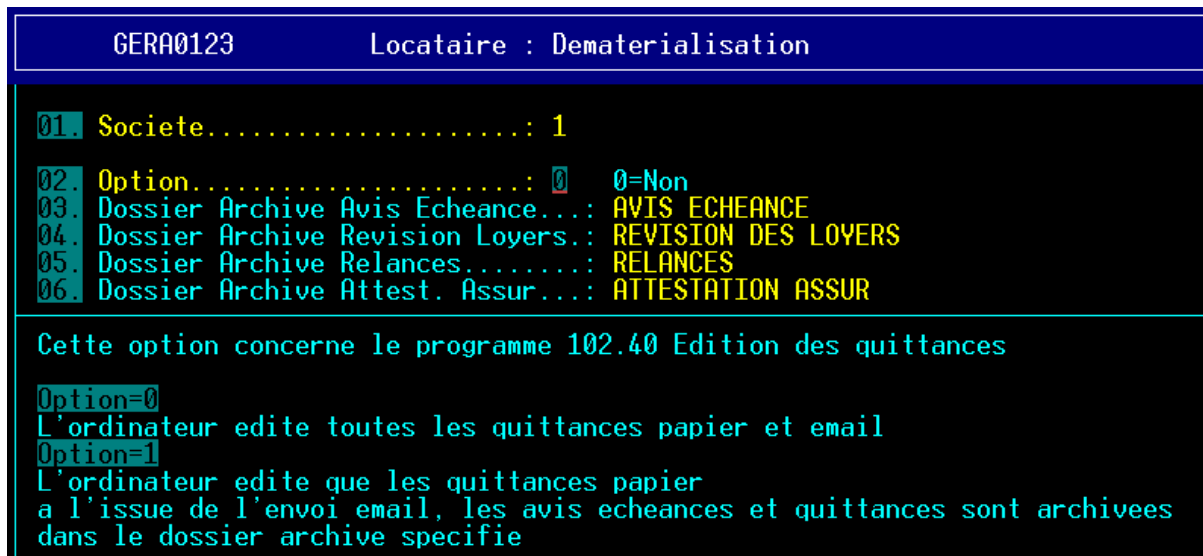 GERA0123 Locataire : Dematerialisation
01. Societe.....................: 1
02. Option......................: 0 0=Non
03. Dossier Archive Avis Echeance...: AVIS ECHEANCE
04. Dossier Archive Revision Loyers.: REVISION DES LOYERS
05. Dossier Archive Relances........: RELANCES
06. Dossier Archive Attest. Assur...: ATTESTATION ASSUR
Cette option concerne le programme 102.40 Edition des quittances
Option=0
L'ordinateur edite toutes les quittances papier et email
Option=1
L'ordinateur edite que les quittances papier
a l'issue de l'envoi email, les avis echeances et quittances sont archivees
dans le dossier archive specifie